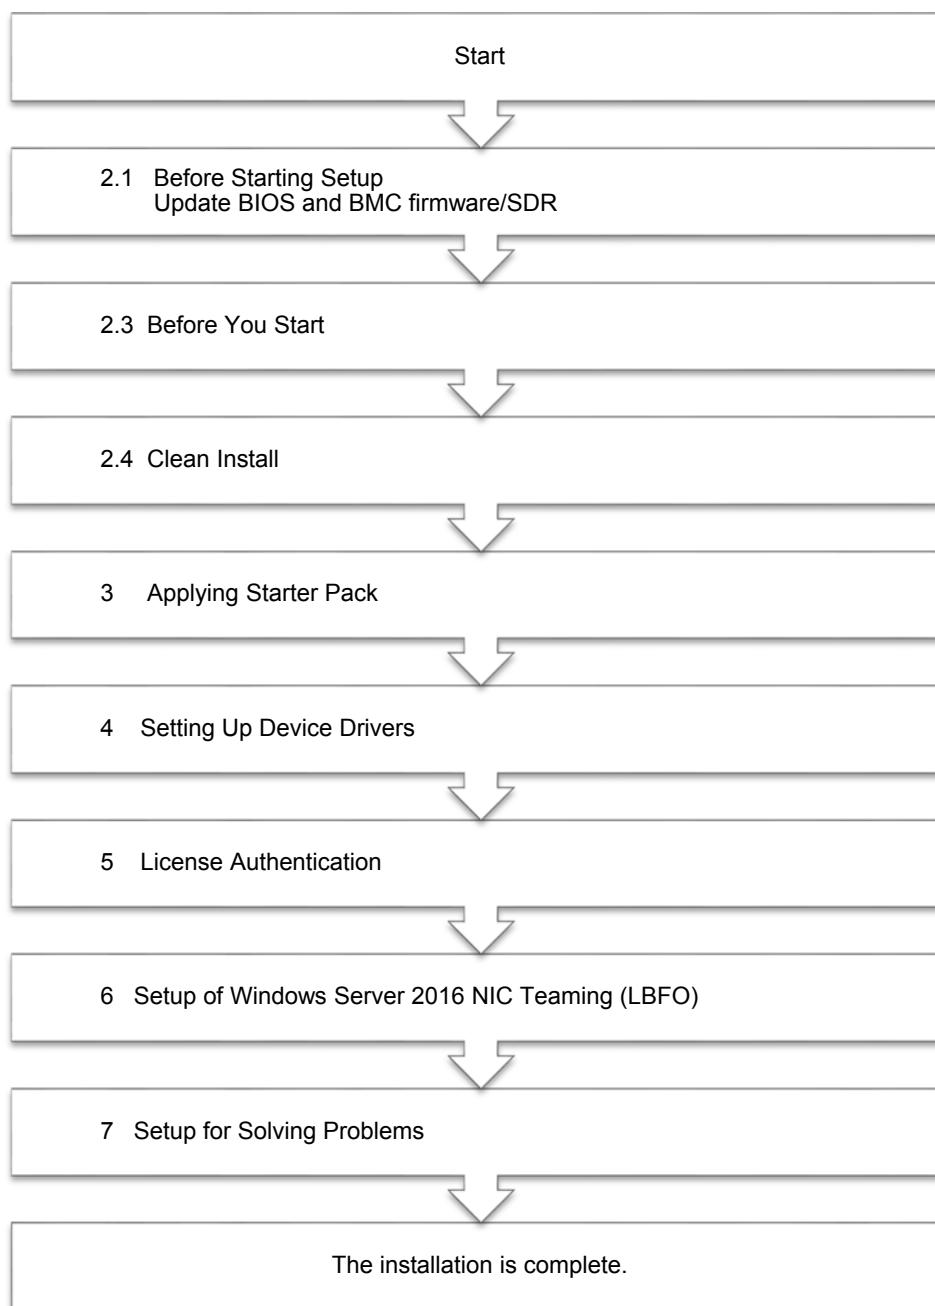 Start
2.1 Before Starting Setup
Update BIOS and BMC firmware/SDR
2.3 Before You Start
2.4 Clean Install
3 Applying Starter Pack
4 Setting Up Device Drivers
5 License Authentication
6 Setup of Windows Server 2016 NIC Teaming (LBFO)
7 Setup for Solving Problems
The installation is complete.